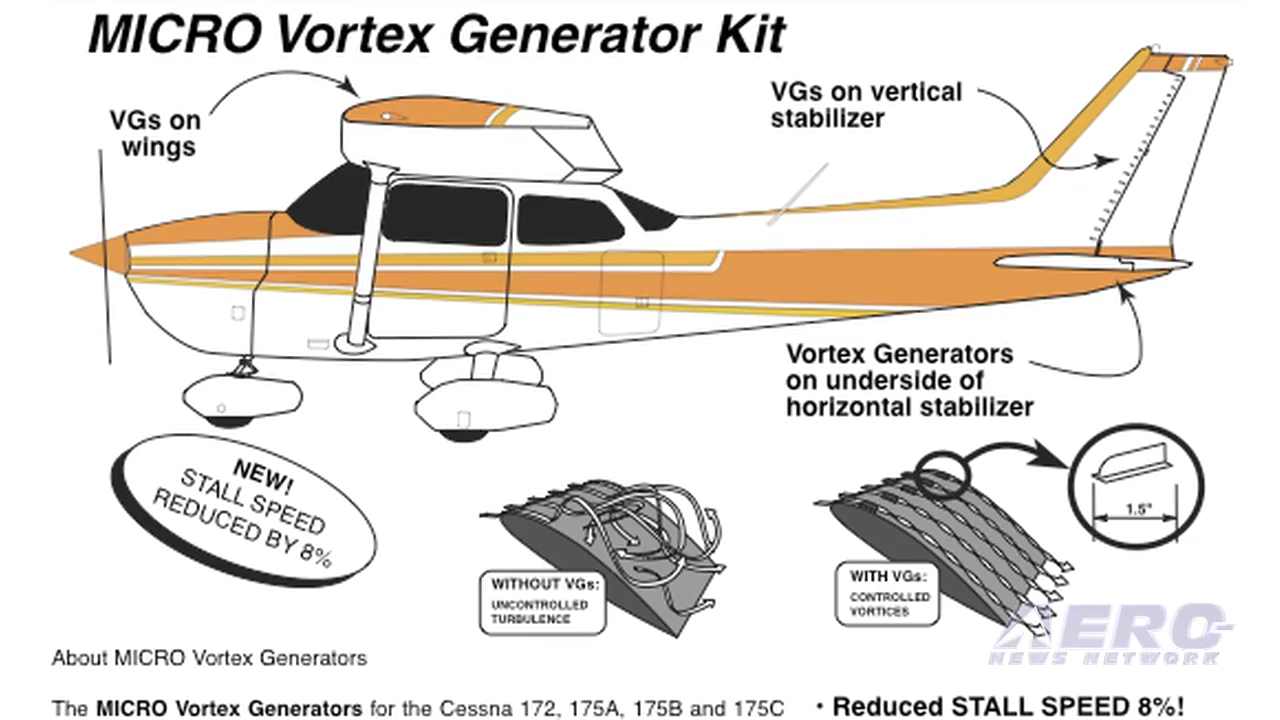 MICRO Vortex Generator Kit
VGs on
wings
VGs on vertical
stabilizer
Vortex Generators
on underside of
horizontal stabilizer
NEW!
STALL SPEED
REDUCED BY 8%
1.5"
WITHOUT VGs:
UNCONTROLLED
TURBULENCE
WITH VGs:
CONTROLLED
VORTICES
AERO
NEWS NETWORK
About MICRO Vortex Generators
The MICRO Vortex Generators for the Cessna 172, 175A, 175B and 175C
• Reduced STALL SPEED 8%!